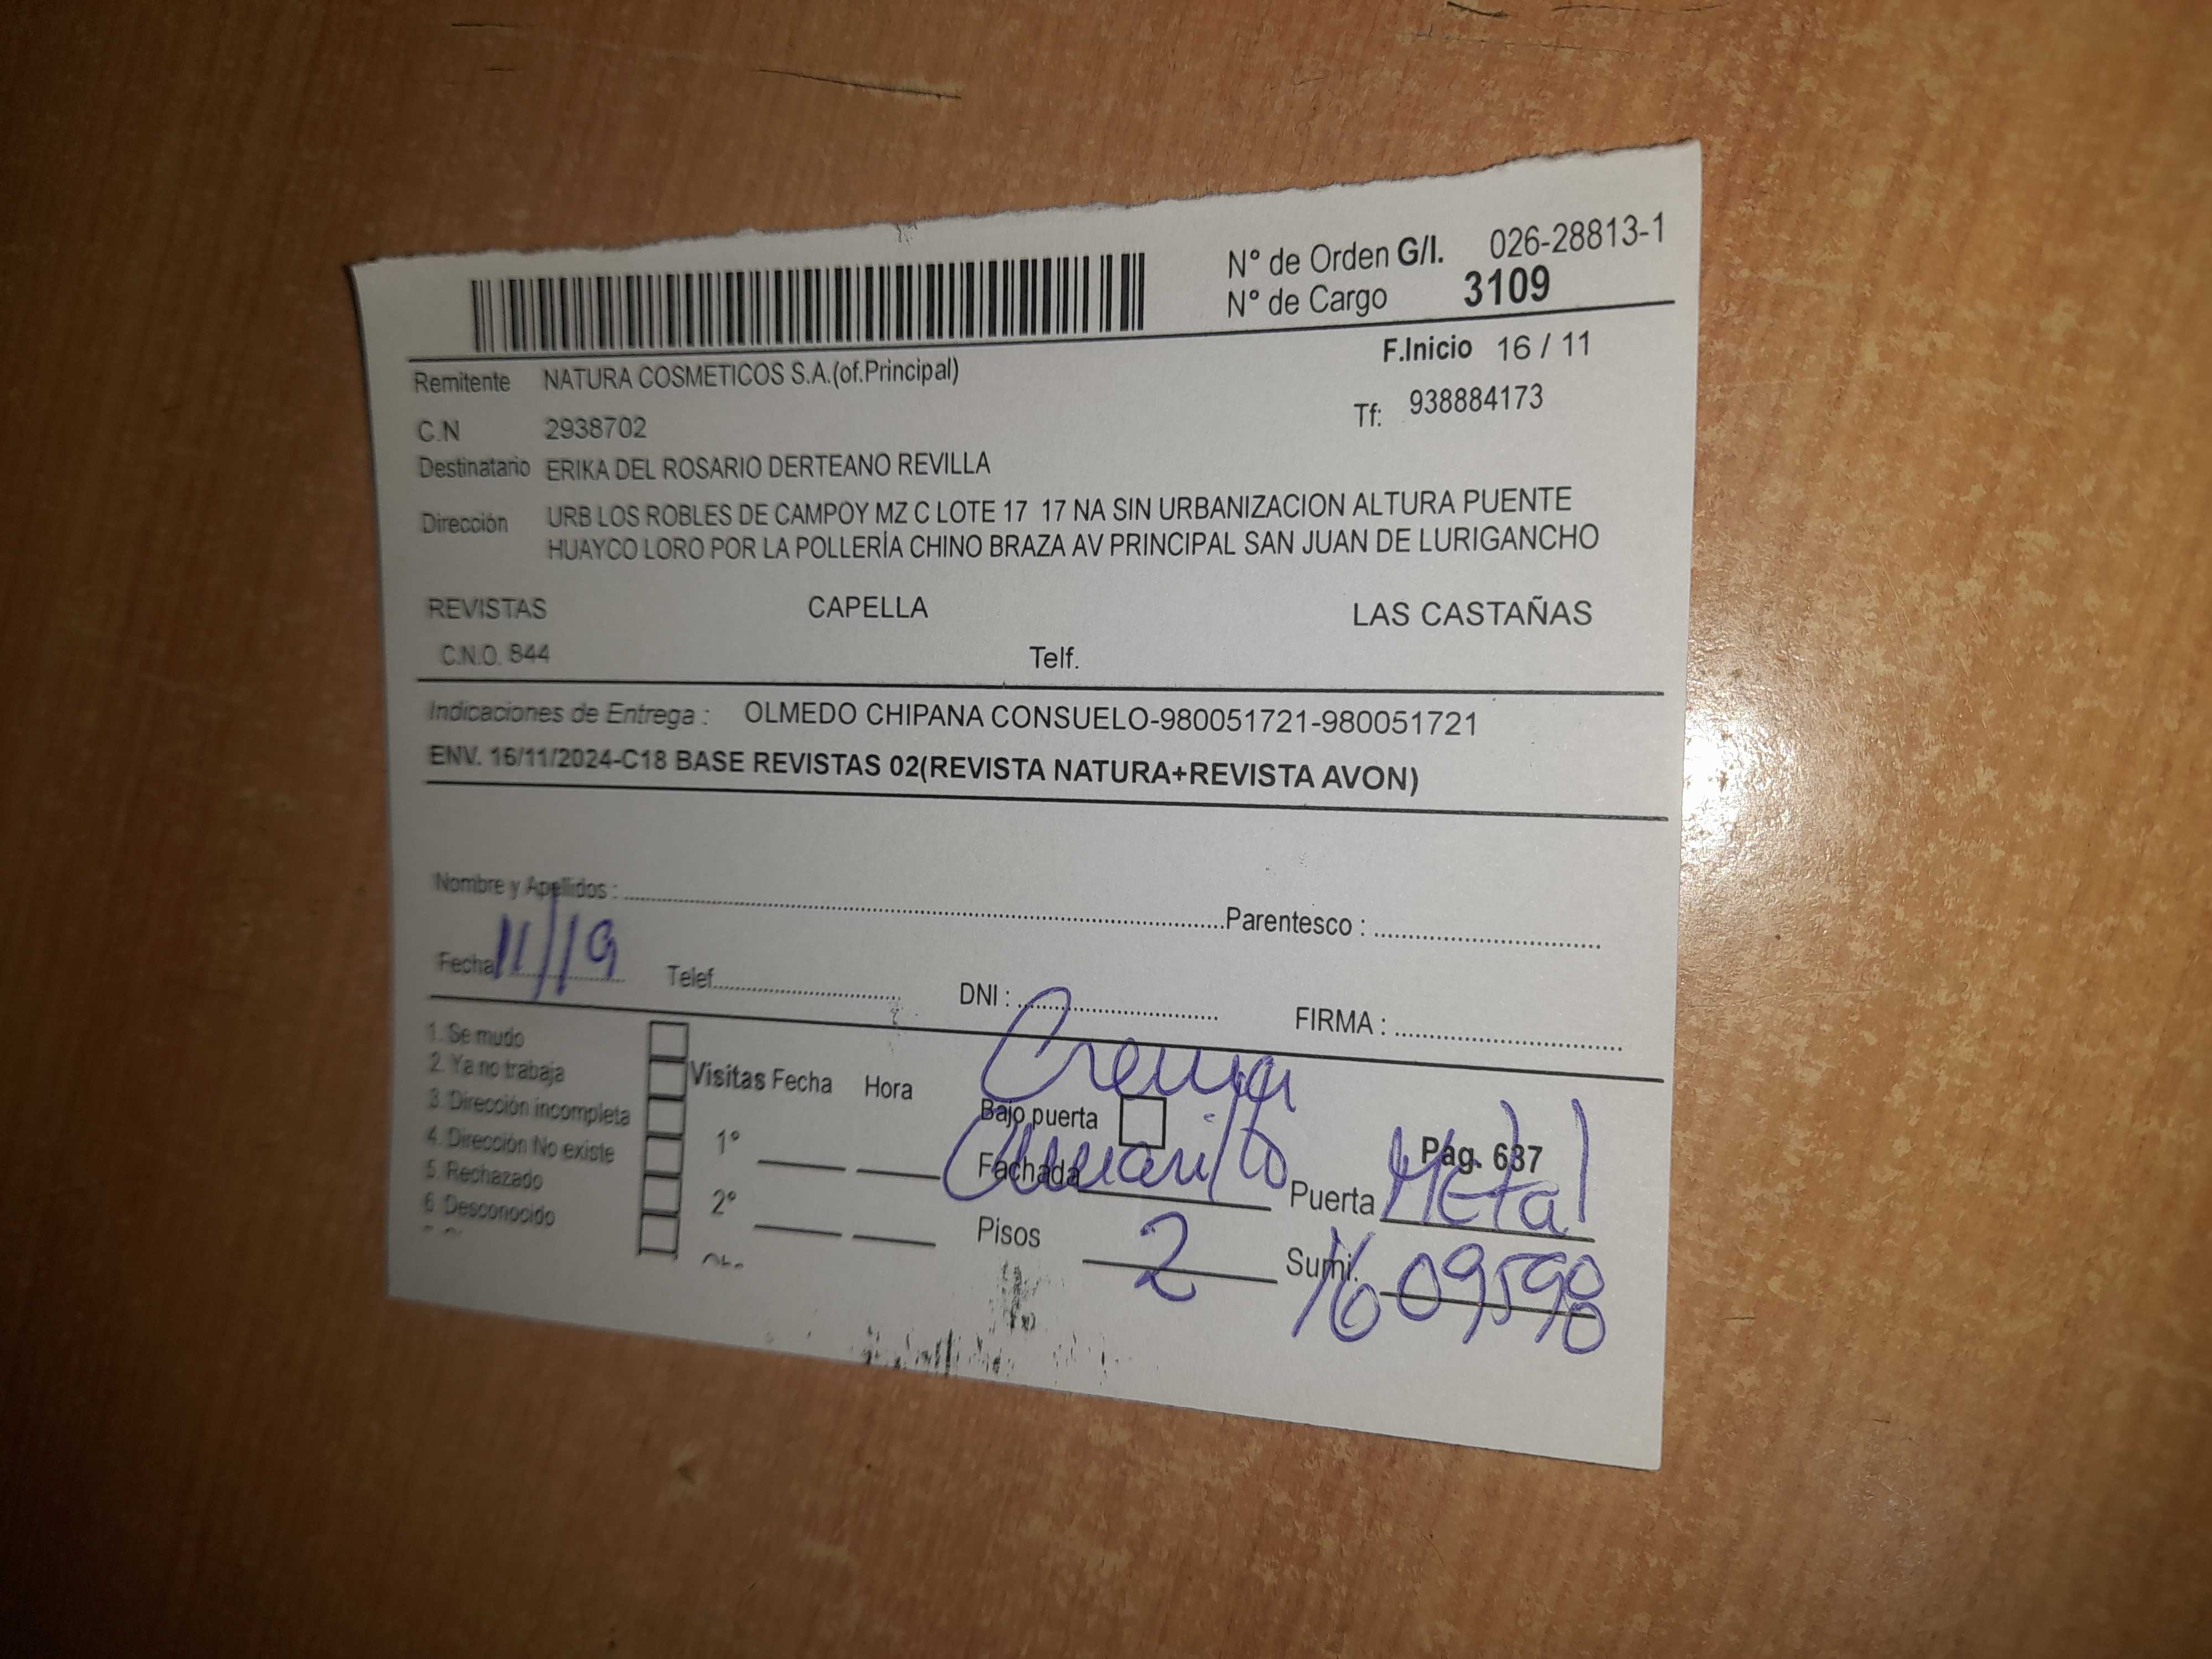 N° de Orden G/I. 026-28813-1
N° de Cargo 3109
F.Inicio 16 / 11
Remitente NATURA COSMETICOS S.A.(of.Principal)
Tf: 938884173
C.N 2938702
Destinatario ERIKA DEL ROSARIO DERTEANO REVILLA
Dirección URB LOS ROBLES DE CAMPOY MZ C LOTE 17 17 NA SIN URBANIZACION ALTURA PUENTE
HUAYCO LORO POR LA POLLERÍA CHINO BRAZA AV PRINCIPAL SAN JUAN DE LURIGANCHO
REVISTAS CAPELLA LAS CASTAÑAS
C.N.O. 844 Telf.
Indicaciones de Entrega : OLMEDO CHIPANA CONSUELO-980051721-980051721
ENV. 16/11/2024-C18 BASE REVISTAS 02(REVISTA NATURA+REVISTA AVON)
Nombre y Apellidos : Parentesco :
Fecha 11/19 Telef. DNI : FIRMA :
1. Se mudo
2. Ya no trabaja
3. Dirección incompleta
4. Dirección No existe
5. Rechazado
6. Desconocido
Visitas Fecha Hora
1°
2°
Crema
Bajo puerta
Pág. 637
Fachada Amarillo Puerta Metal
Pisos 2 Sumi.